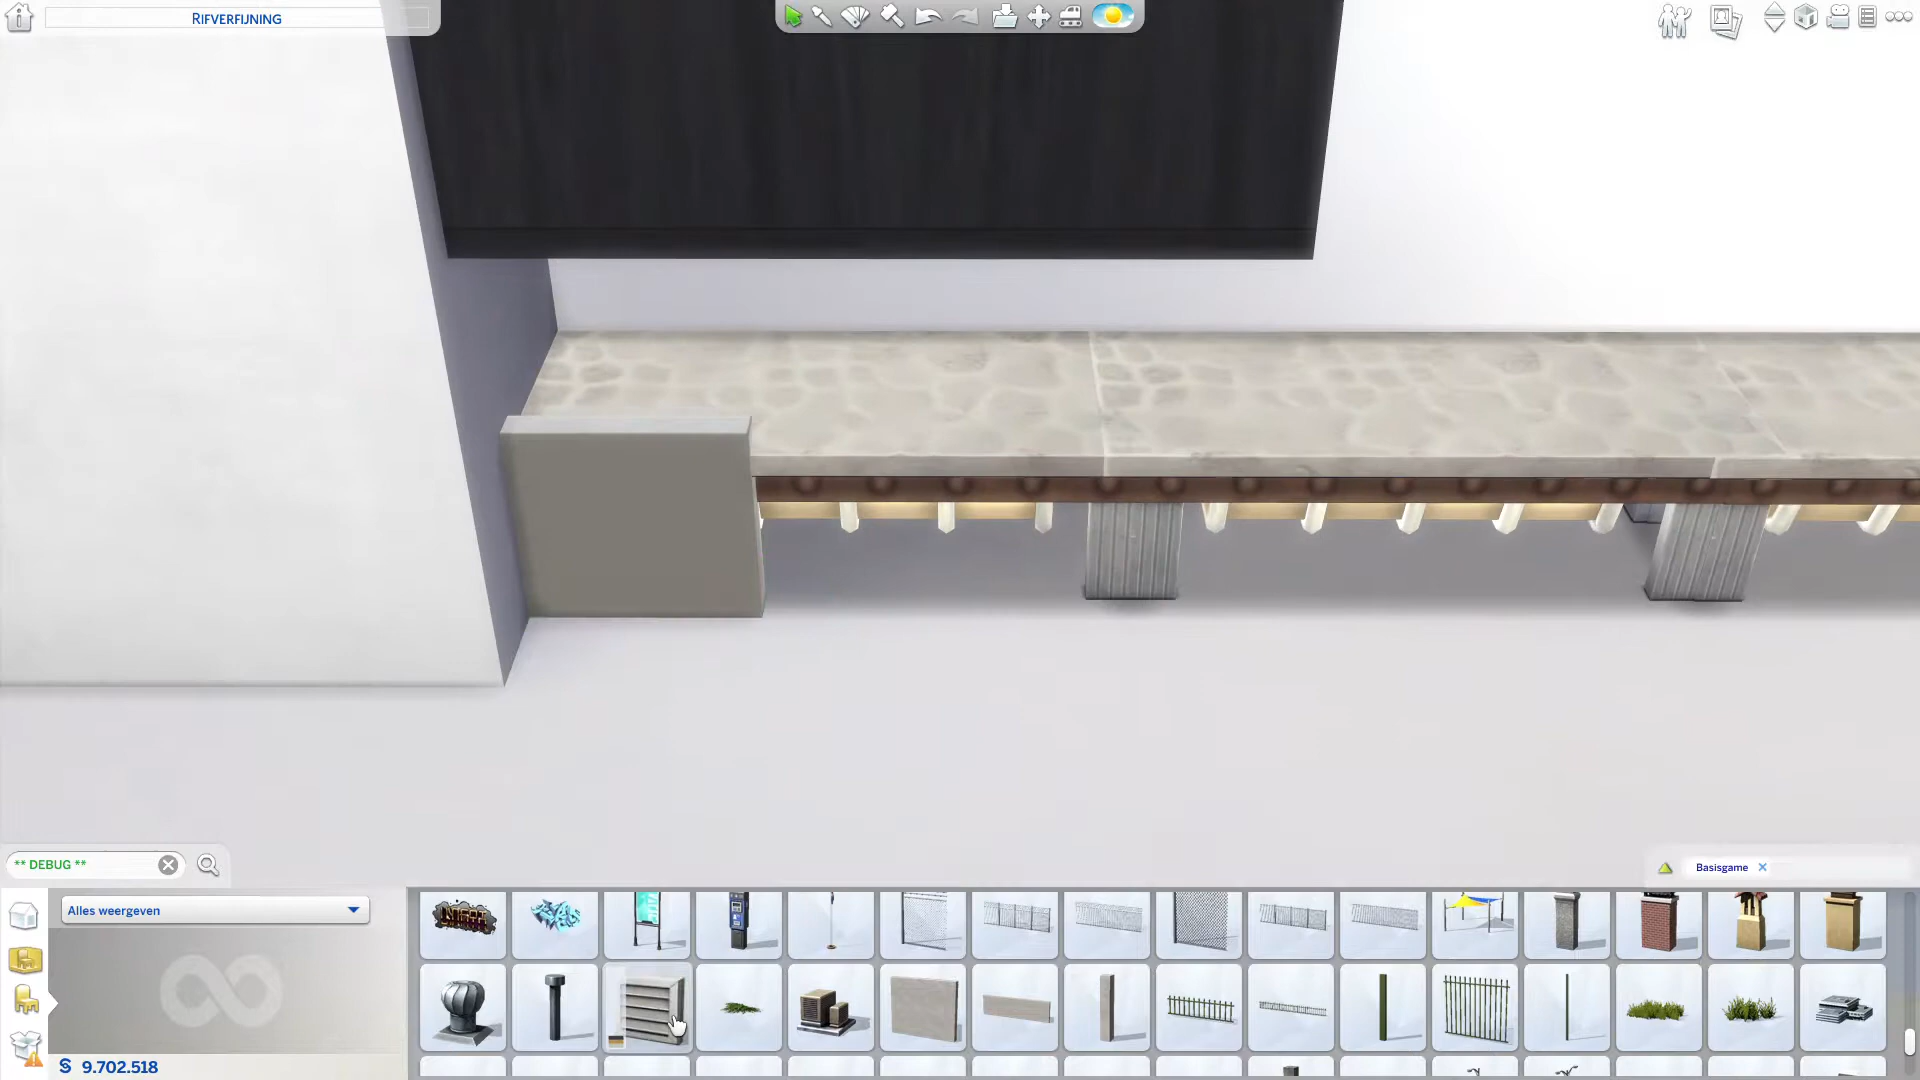 RIFVERFIJNING
** DEBUG **
Basisgame
Alles weergeven
9.702.518